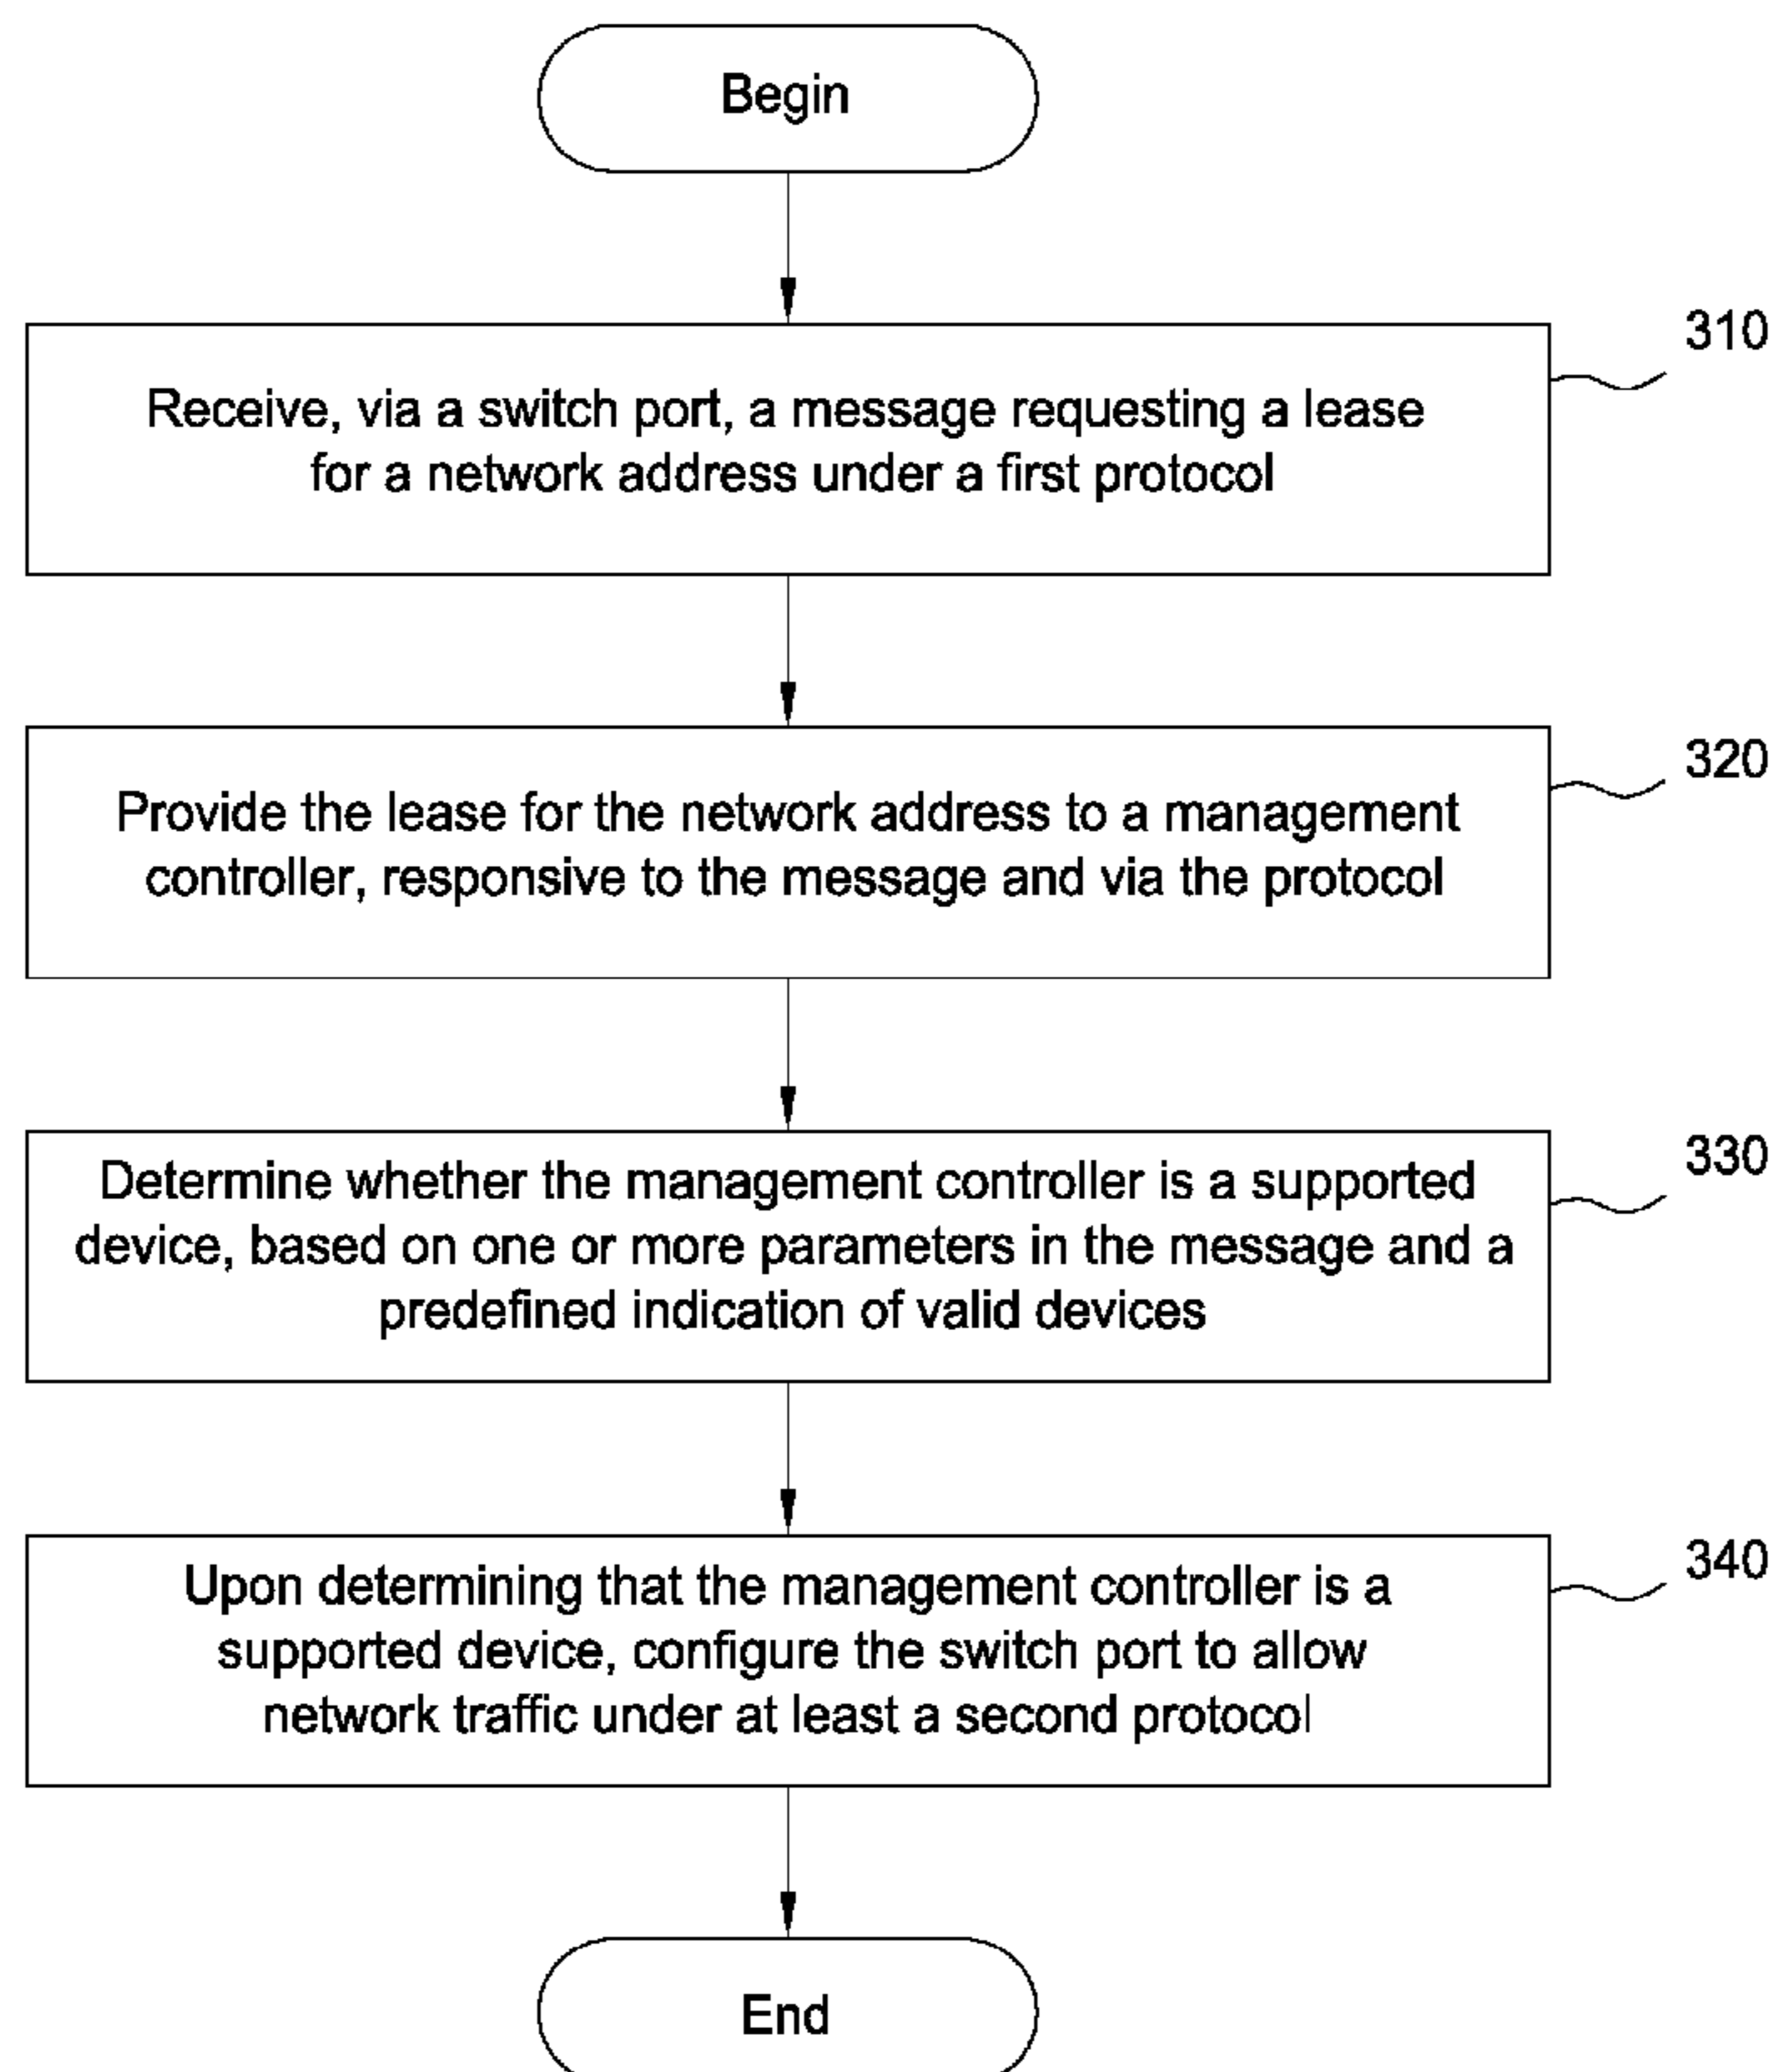 Begin
310
Receive, via a switch port, a message requesting a lease
for a network address under a first protocol
320
Provide the lease for the network address to a management
controller, responsive to the message and via the protocol
330
Determine whether the management controller is a supported
device, based on one or more parameters in the message and a
predefined indication of valid devices
340
Upon determining that the management controller is a
supported device, configure the switch port to allow
network traffic under at least a second protocol
End